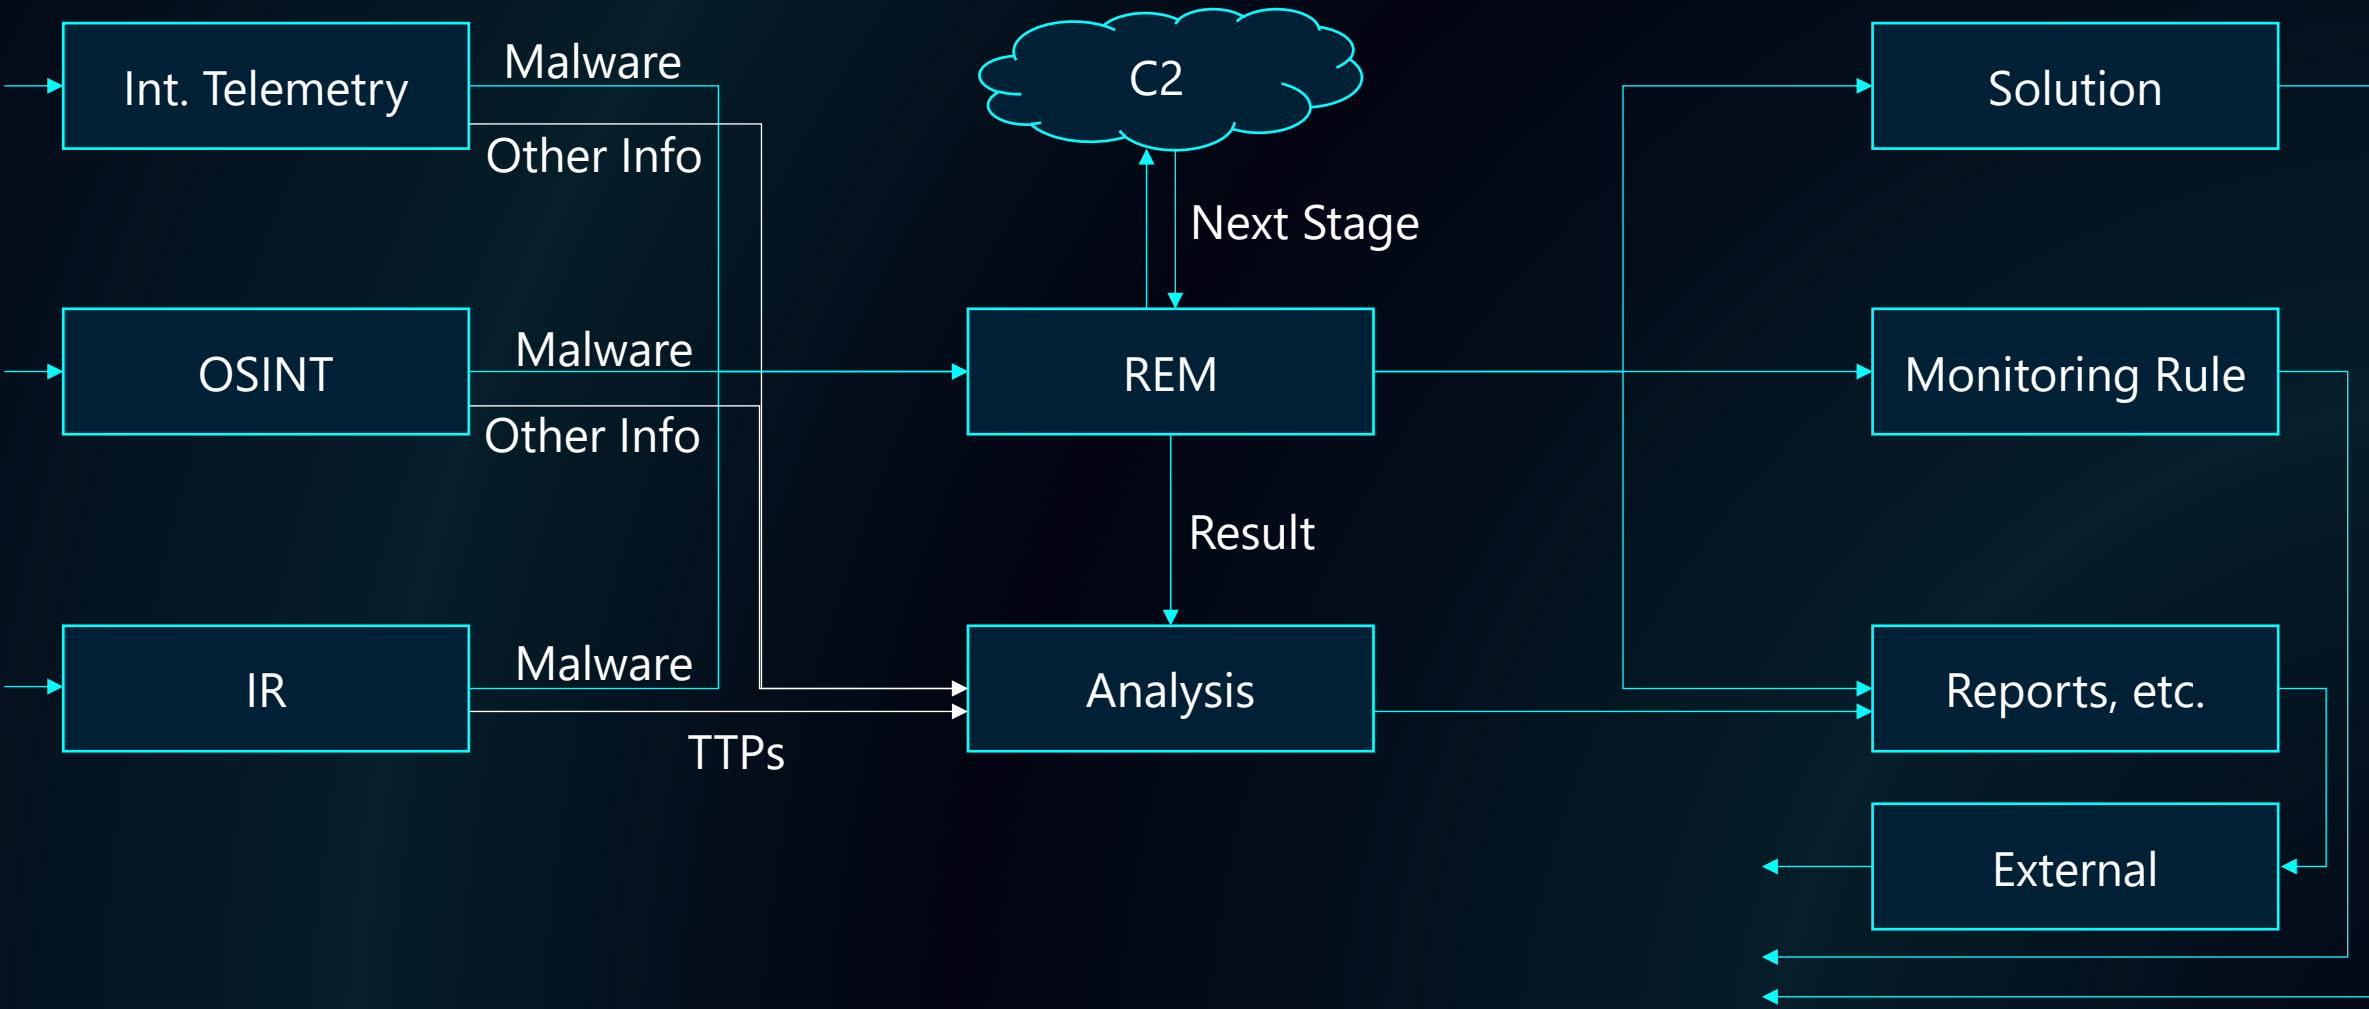 Int. Telemetry
Malware
Other Info
C2
Next Stage
Solution
OSINT
Malware
Other Info
REM
Monitoring Rule
Result
IR
Malware
TTPs
Analysis
Reports, etc.
External